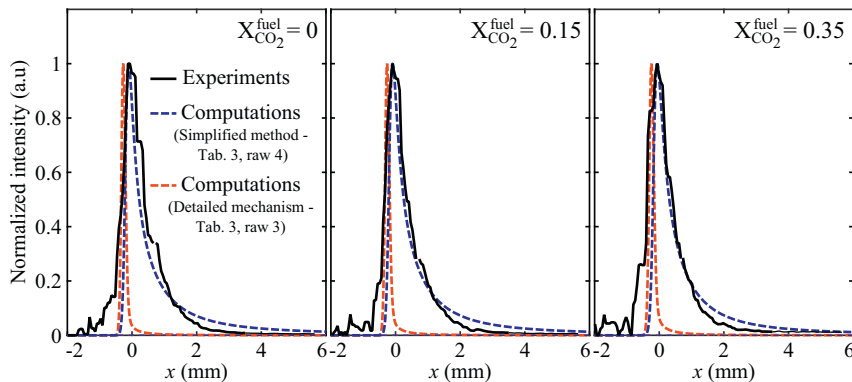 X_CO2^fuel = 0
X_CO2^fuel = 0.15
X_CO2^fuel = 0.35
Normalized intensity (a.u)
1
0.8
0.6
0.4
0.2
0
Experiments
Computations
(Simplified method -
Tab. 3, raw 4)
Computations
(Detailed mechanism -
Tab. 3, raw 3)
-2 0 2 4 6
-2 0 2 4 6
-2 0 2 4 6
x (mm)
x (mm)
x (mm)